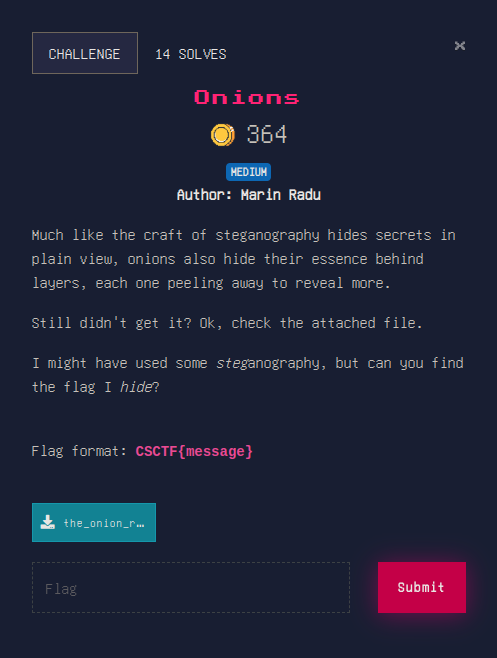 CHALLENGE 14 SOLVES ×
Onions
364
MEDIUM
Author: Marin Radu
Much like the craft of steganography hides secrets in
plain view, onions also hide their essence behind
layers, each one peeling away to reveal more.
Still didn't get it? Ok, check the attached file.
I might have used some steganography, but can you find
the flag I hide?
Flag format: CSCTF{message}
the_onion_r…
Flag
Submit